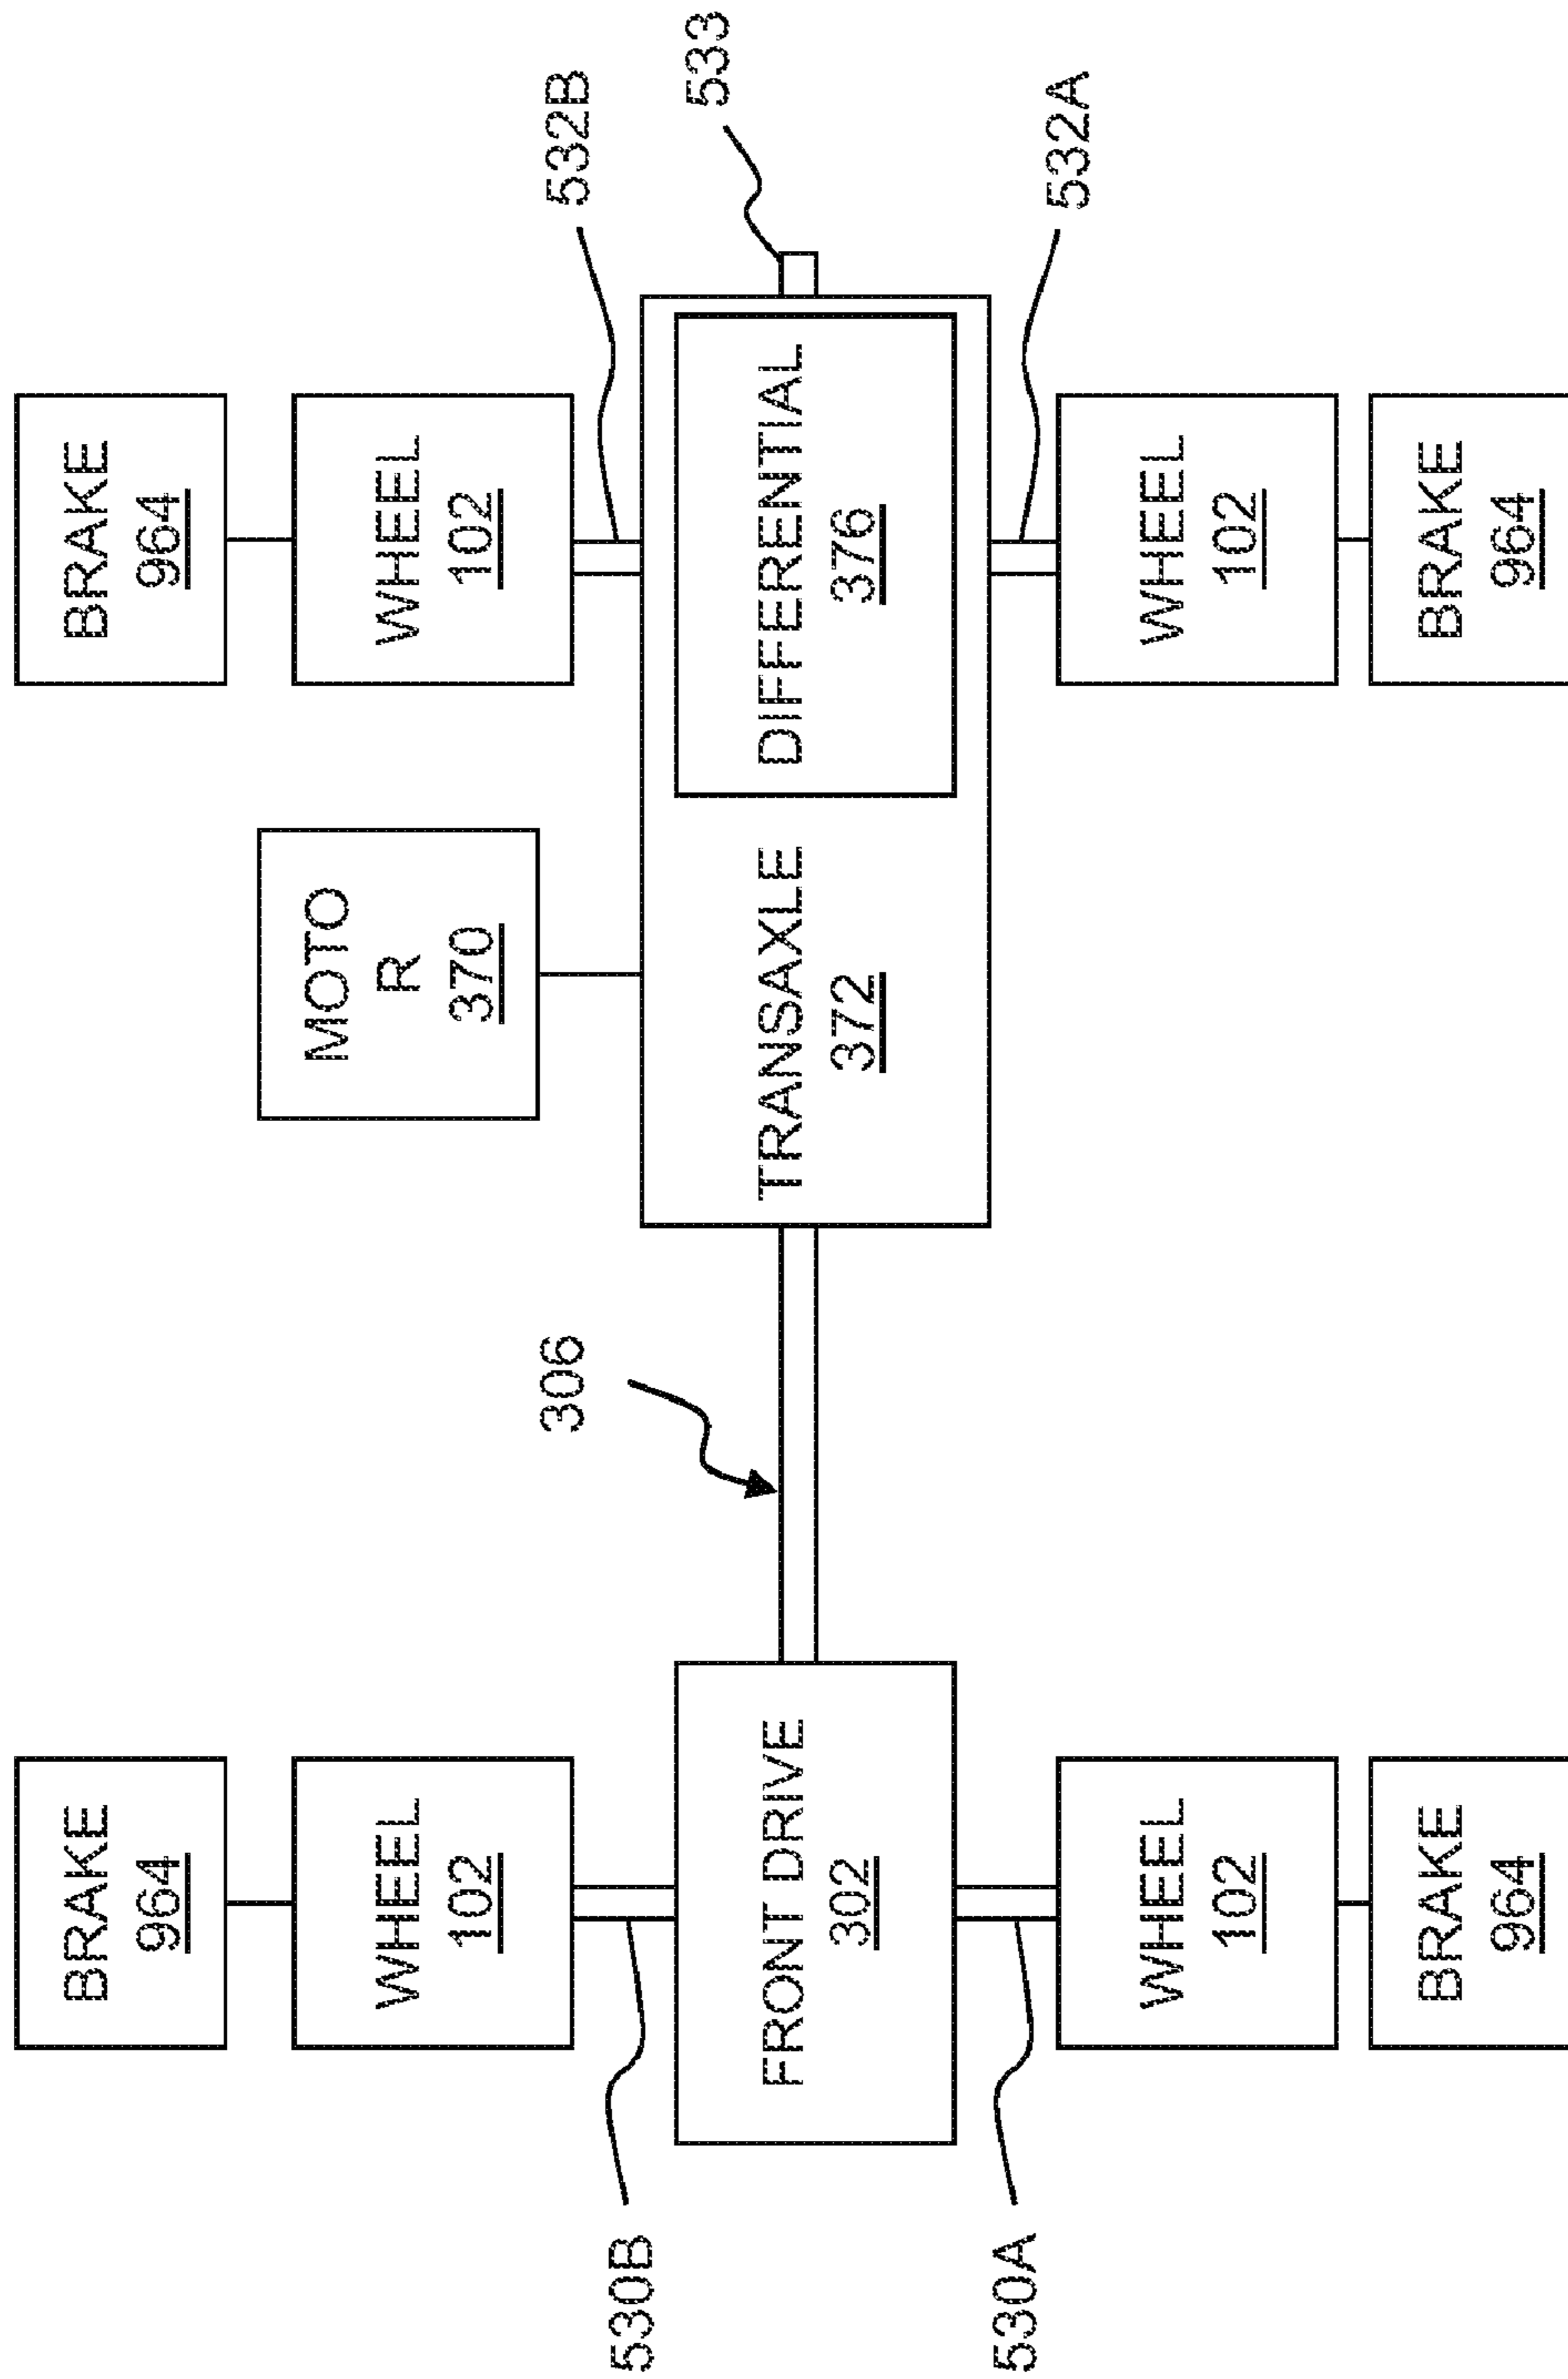 BRAKE
964
WHEEL
102
530B
FRONT DRIVE
302
530A
WHEEL
102
BRAKE
964
306
MOTO
R
370
TRANSAXLE
372
DIFFERENTIAL
376
BRAKE
964
WHEEL
102
532B
533
532A
WHEEL
102
BRAKE
964